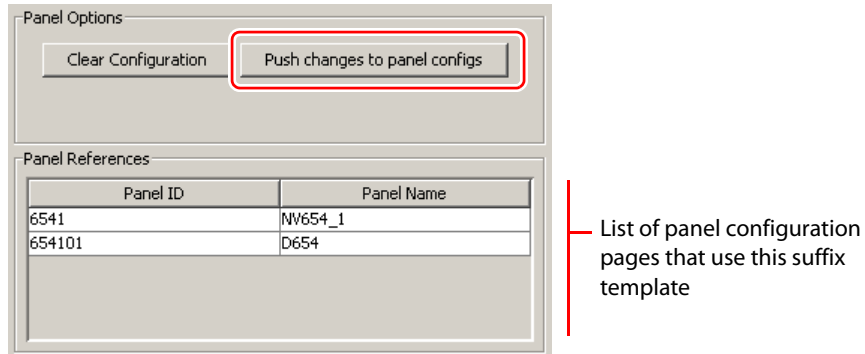 Panel Options
Clear Configuration
Push changes to panel configs
Panel References
Panel ID Panel Name
6541 NV654_1
654101 D654
List of panel configuration
pages that use this suffix
template